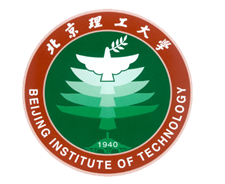 北京理工大学
1940
BEIJING INSTITUTE OF TECHNOLOGY